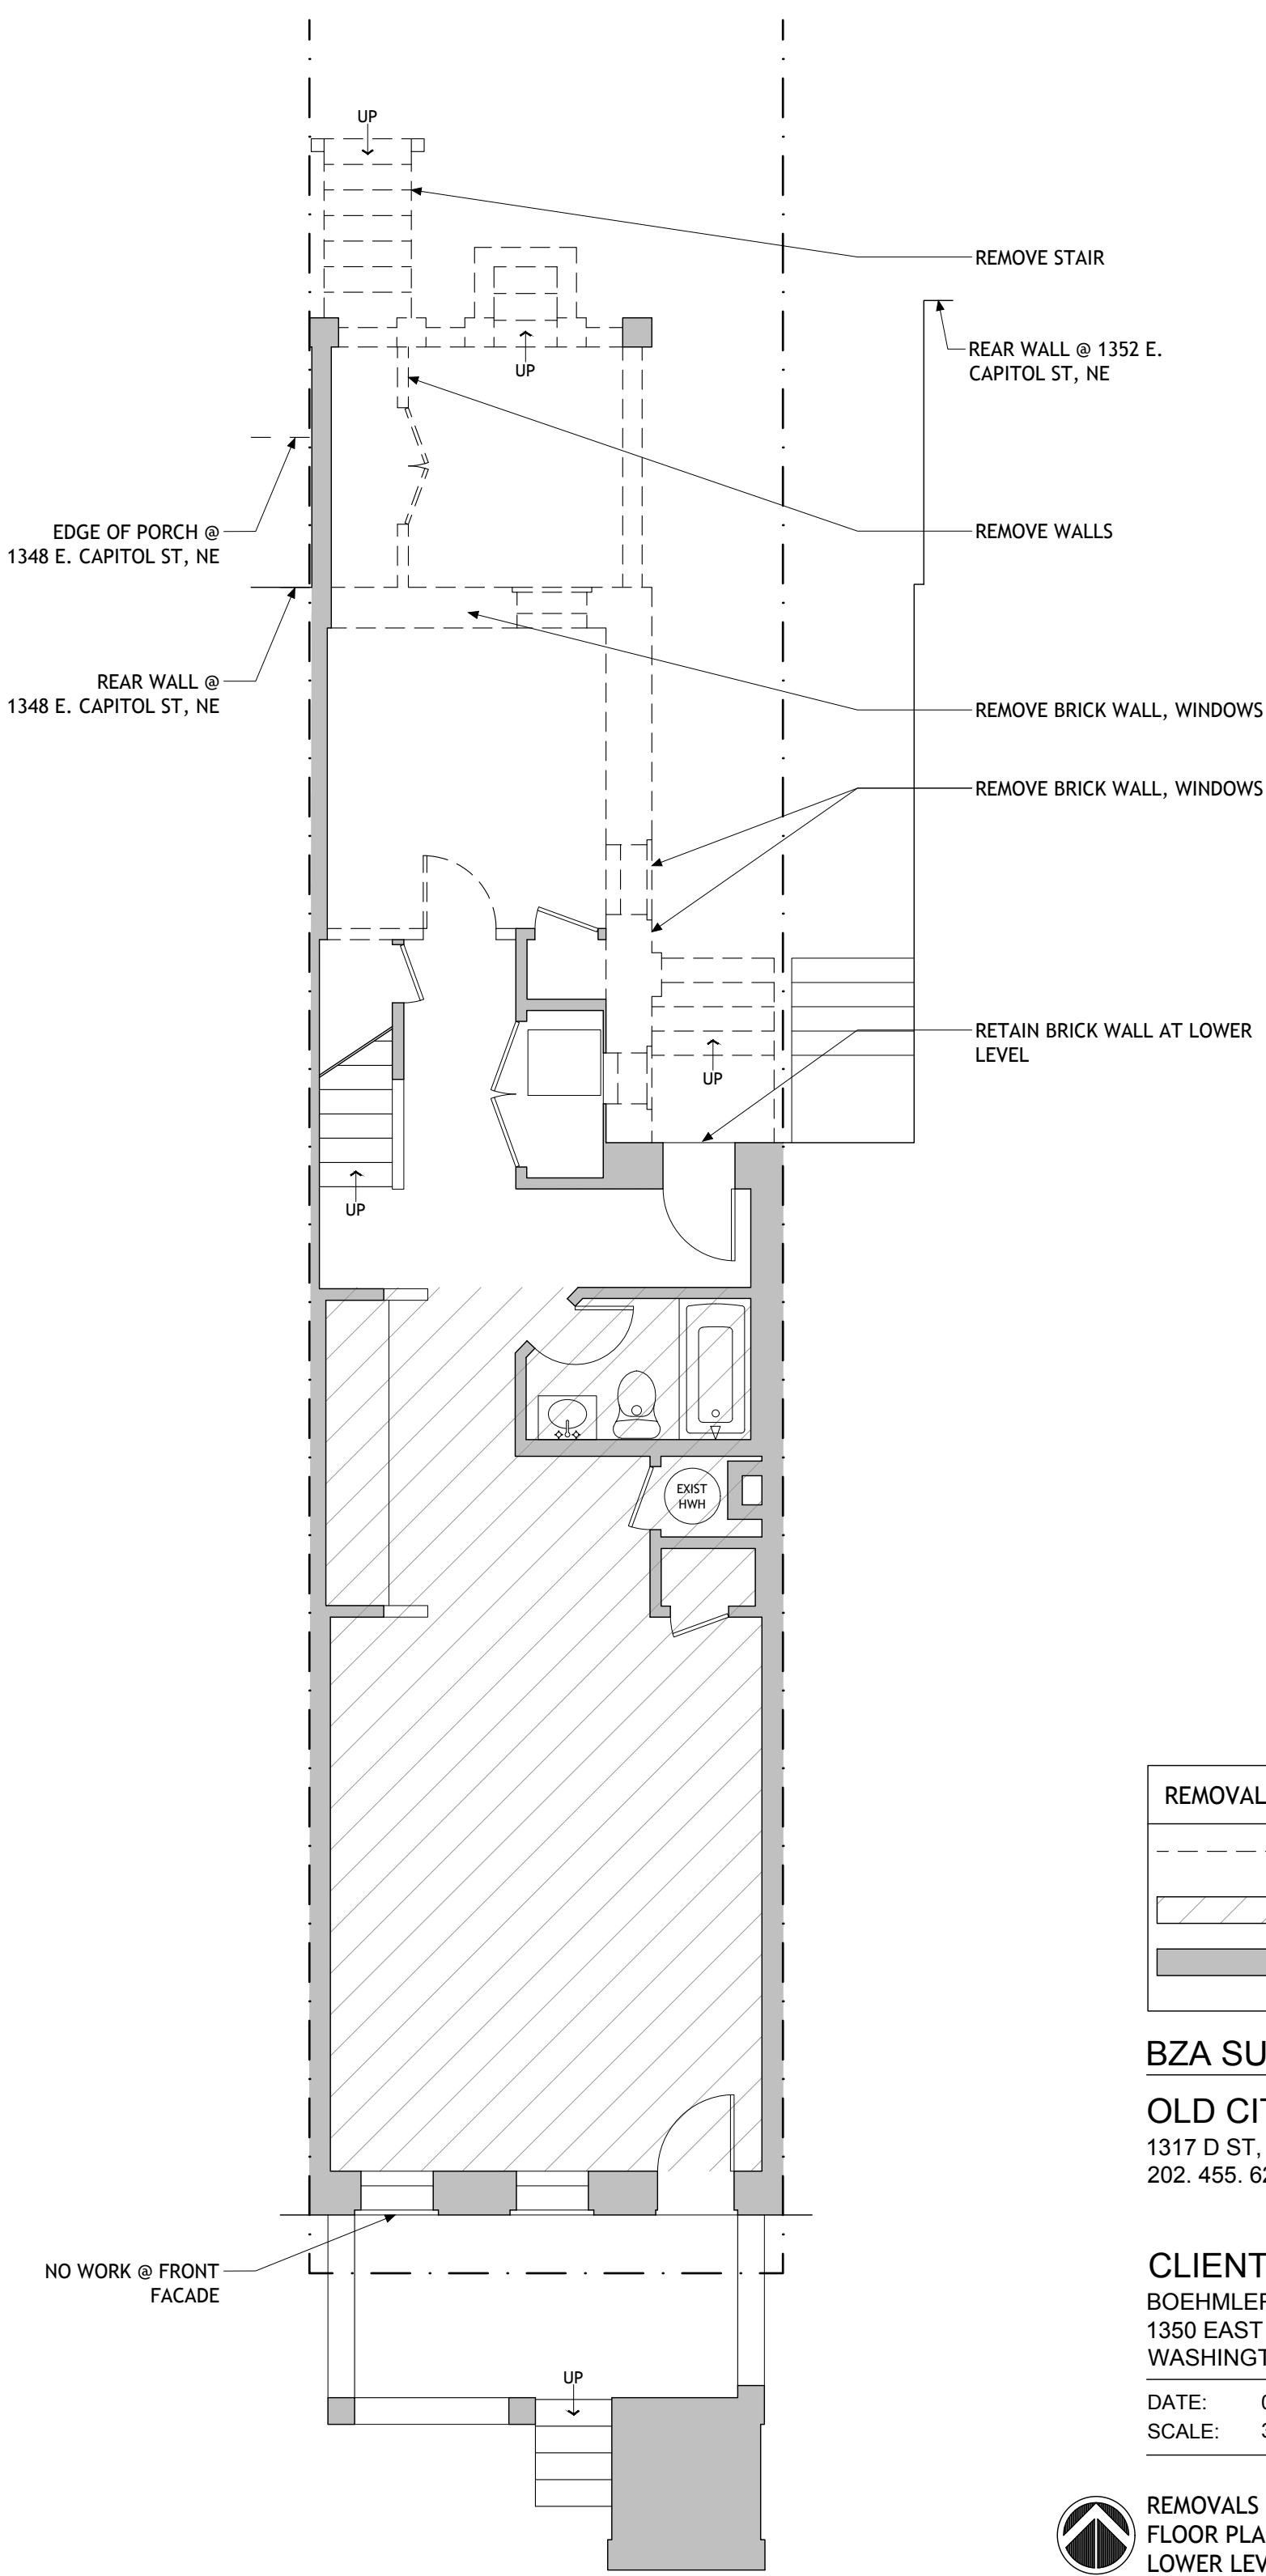 UP
REMOVE STAIR
REAR WALL @ 1352 E.
CAPITOL ST, NE
UP
EDGE OF PORCH @
1348 E. CAPITOL ST, NE
REMOVE WALLS
REAR WALL @
1348 E. CAPITOL ST, NE
REMOVE BRICK WALL, WINDOWS
REMOVE BRICK WALL, WINDOWS
RETAIN BRICK WALL AT LOWER
LEVEL
UP
UP
EXIST
HWH
REMOVAL
BZA SU
OLD CI
1317 D ST,
202. 455. 6
NO WORK @ FRONT
FACADE
CLIENT
BOEHMLE
1350 EAST
WASHINGT
UP
DATE:
SCALE:
REMOVALS
FLOOR PLA
LOWER LEV